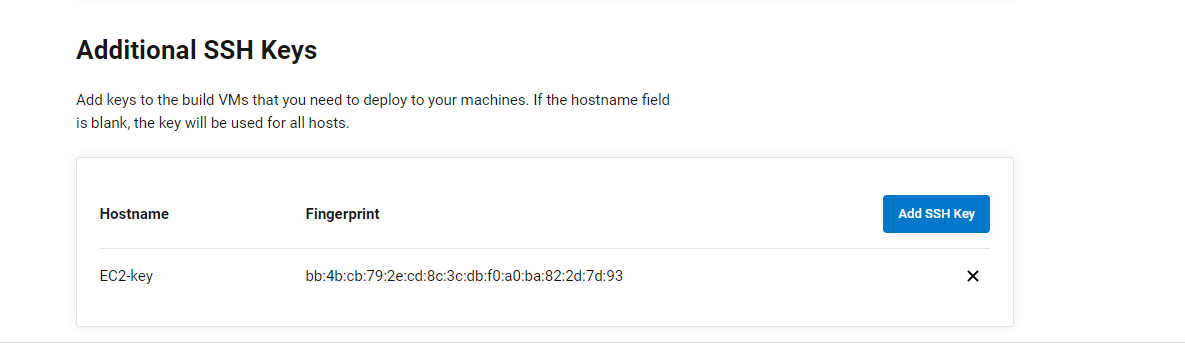 Additional SSH Keys
Add keys to the build VMs that you need to deploy to your machines. If the hostname field
is blank, the key will be used for all hosts.
Hostname Fingerprint Add SSH Key
EC2-key bb:4b:cb:79:2e:cd:8c:3c:db:f0:a0:ba:82:2d:7d:93